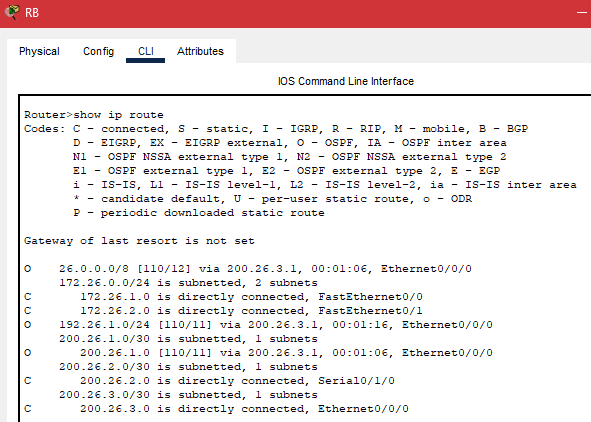 RB
Physical Config CLI Attributes
IOS Command Line Interface
Router>show ip route
Codes: C - connected, S - static, I - IGRP, R - RIP, M - mobile, B - BGP
D - EIGRP, EX - EIGRP external, O - OSPF, IA - OSPF inter area
N1 - OSPF NSSA external type 1, N2 - OSPF NSSA external type 2
E1 - OSPF external type 1, E2 - OSPF external type 2, E - EGP
i - IS-IS, L1 - IS-IS level-1, L2 - IS-IS level-2, ia - IS-IS inter area
* - candidate default, U - per-user static route, o - ODR
P - periodic downloaded static route
Gateway of last resort is not set
O 26.0.0.0/8 [110/12] via 200.26.3.1, 00:01:06, Ethernet0/0/0
172.26.0.0/24 is subnetted, 2 subnets
C 172.26.1.0 is directly connected, FastEthernet0/0
C 172.26.2.0 is directly connected, FastEthernet0/1
O 192.26.1.0/24 [110/11] via 200.26.3.1, 00:01:16, Ethernet0/0/0
200.26.1.0/30 is subnetted, 1 subnets
O 200.26.1.0 [110/11] via 200.26.3.1, 00:01:06, Ethernet0/0/0
200.26.2.0/30 is subnetted, 1 subnets
C 200.26.2.0 is directly connected, Serial0/1/0
200.26.3.0/30 is subnetted, 1 subnets
C 200.26.3.0 is directly connected, Ethernet0/0/0